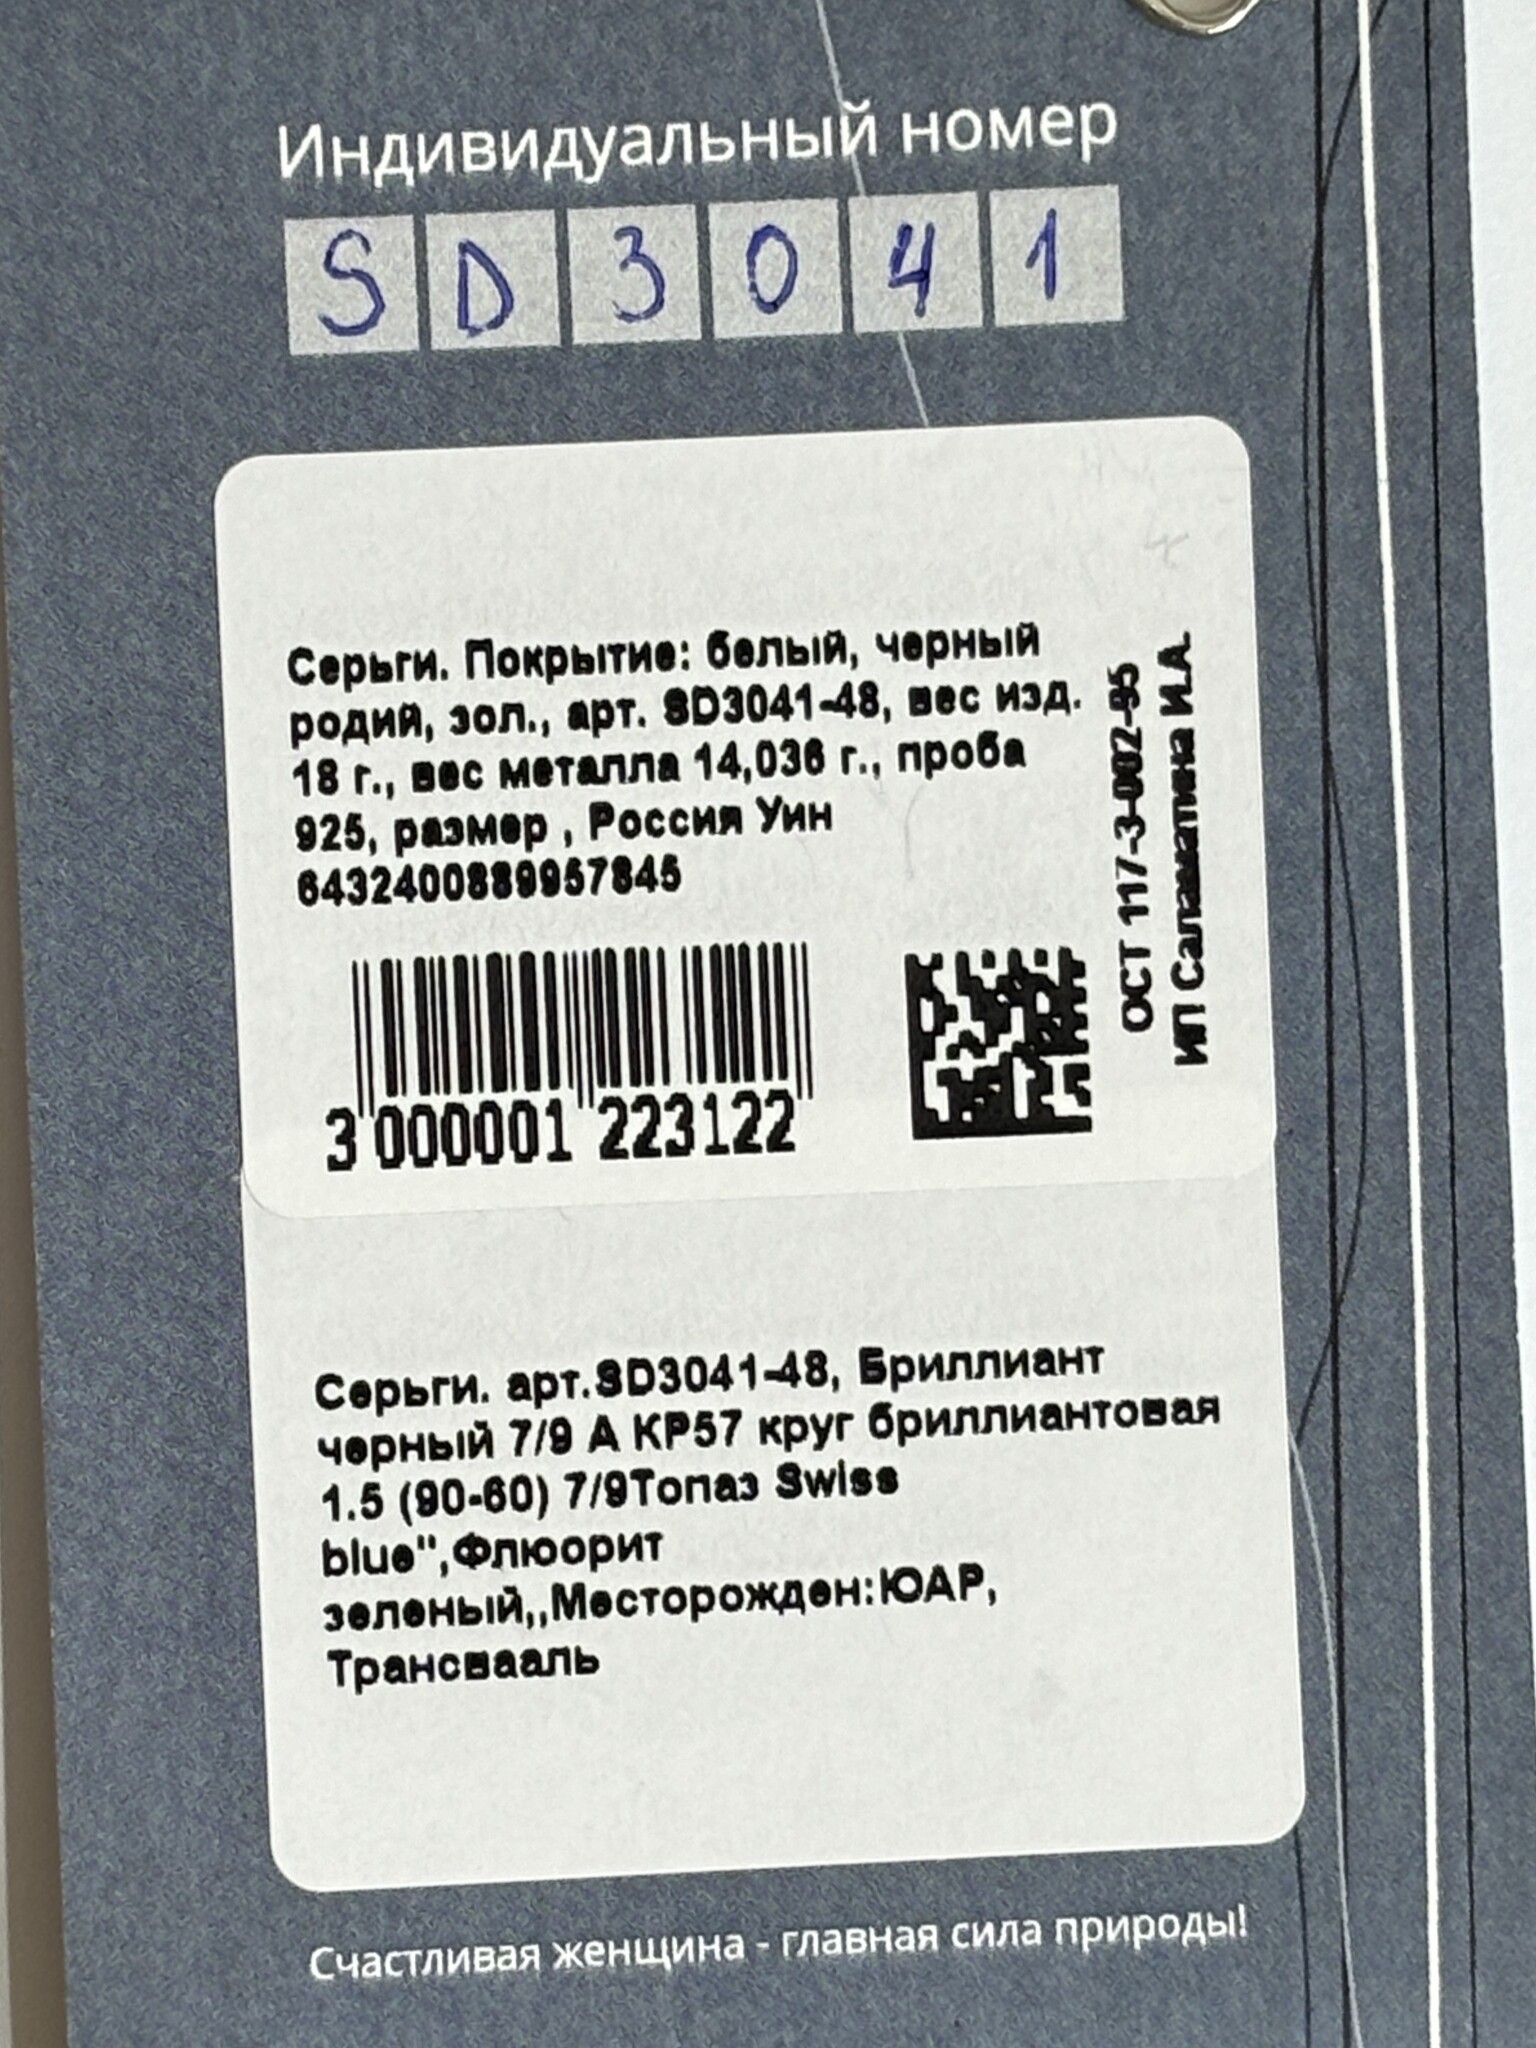 Индивидуальный номер
SD3041
Серьги. Покрытие: белый, черный
родий, зол., арт. SD3041-48, вес изд.
18 г., вес металла 14,036 г., проба
925, размер , Россия Уин
6432400889957845
ОСТ 117-3-002-95
ИП Салаватина И.А.
3 000001 223122
Серьги. арт.SD3041-48, Бриллиант
черный 7/9 А КР57 круг бриллиантовая
1.5 (90-60) 7/9Топаз Swiss
blue",Флюорит
зеленый,,Месторожден:ЮАР,
Трансвааль
Счастливая женщина - главная сила природы!